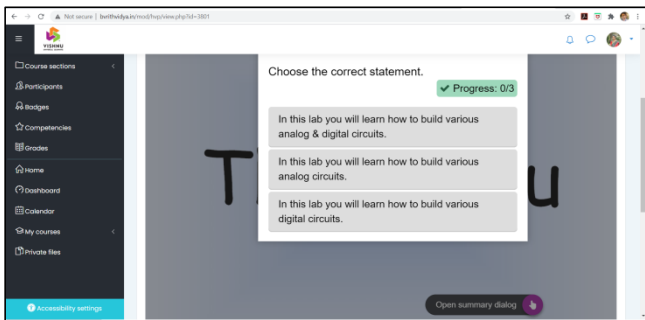 Not secure | bvrithvidya.in/mod/hvp/view.php?id=3801
VISHNU
Course sections
Participants
Badges
Competencies
Grades
Home
Dashboard
Calendar
My courses
Private files
Accessibility settings
Choose the correct statement.
Progress: 0/3
In this lab you will learn how to build various
analog & digital circuits.
In this lab you will learn how to build various
analog circuits.
In this lab you will learn how to build various
digital circuits.
Open summary dialog